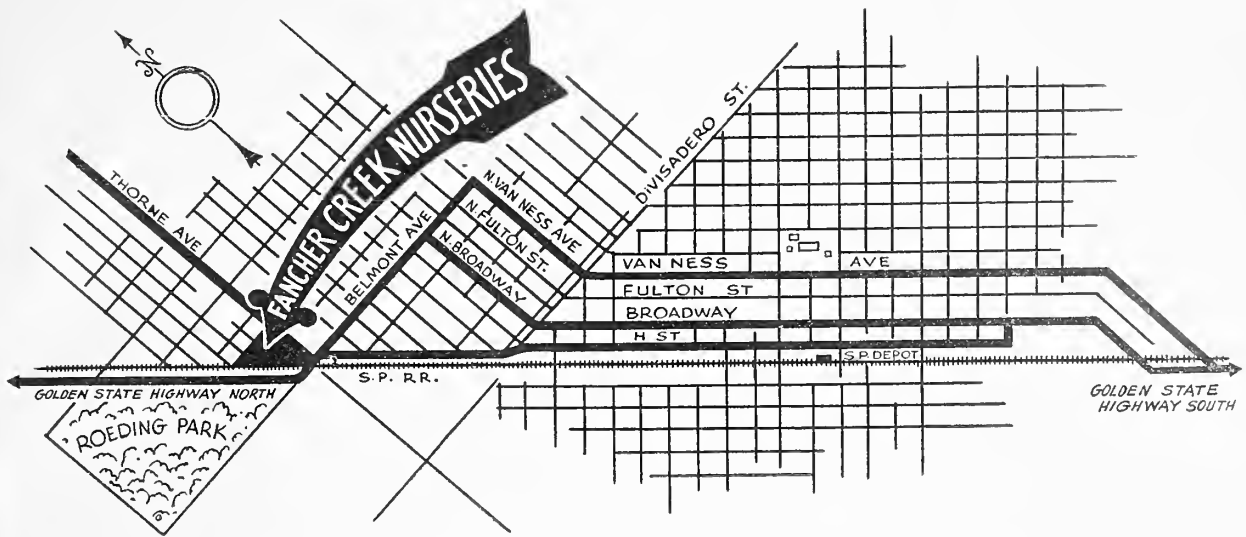 N
THORNE AVE
FANCHER CREEK NURSERIES
BELMONT AVE
N. VAN NESS AVE
N. FULTON ST.
N. BROADWAY
DIVISADERO ST.
VAN NESS AVE
FULTON ST
BROADWAY
H ST
S.P. DEPOT
S.P. RR.
GOLDEN STATE HIGHWAY NORTH
ROEDING PARK
GOLDEN STATE
HIGHWAY SOUTH